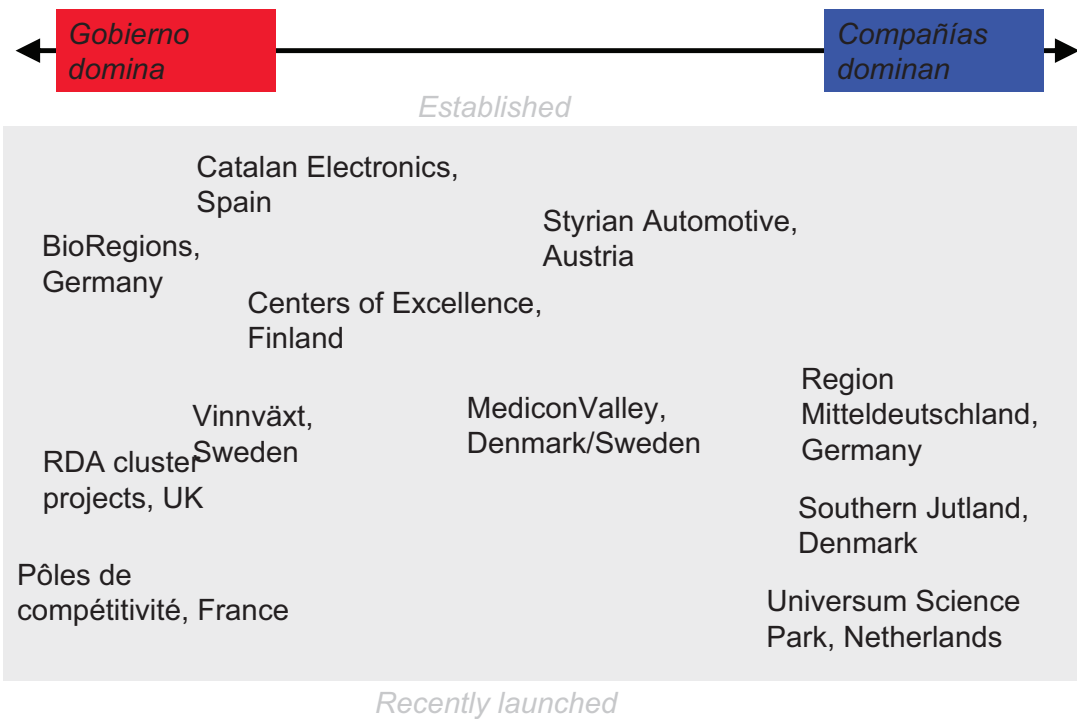 Gobierno
domina
Compañías
dominan
Established
Catalan Electronics,
Spain
Styrian Automotive,
Austria
BioRegions,
Germany
Centers of Excellence,
Finland
Region
Mitteldeutschland,
Germany
MediconValley,
Denmark/Sweden
Vinnväxt,
Sweden
RDA cluster
projects, UK
Southern Jutland,
Denmark
Pôles de
compétitivité, France
Universum Science
Park, Netherlands
Recently launched